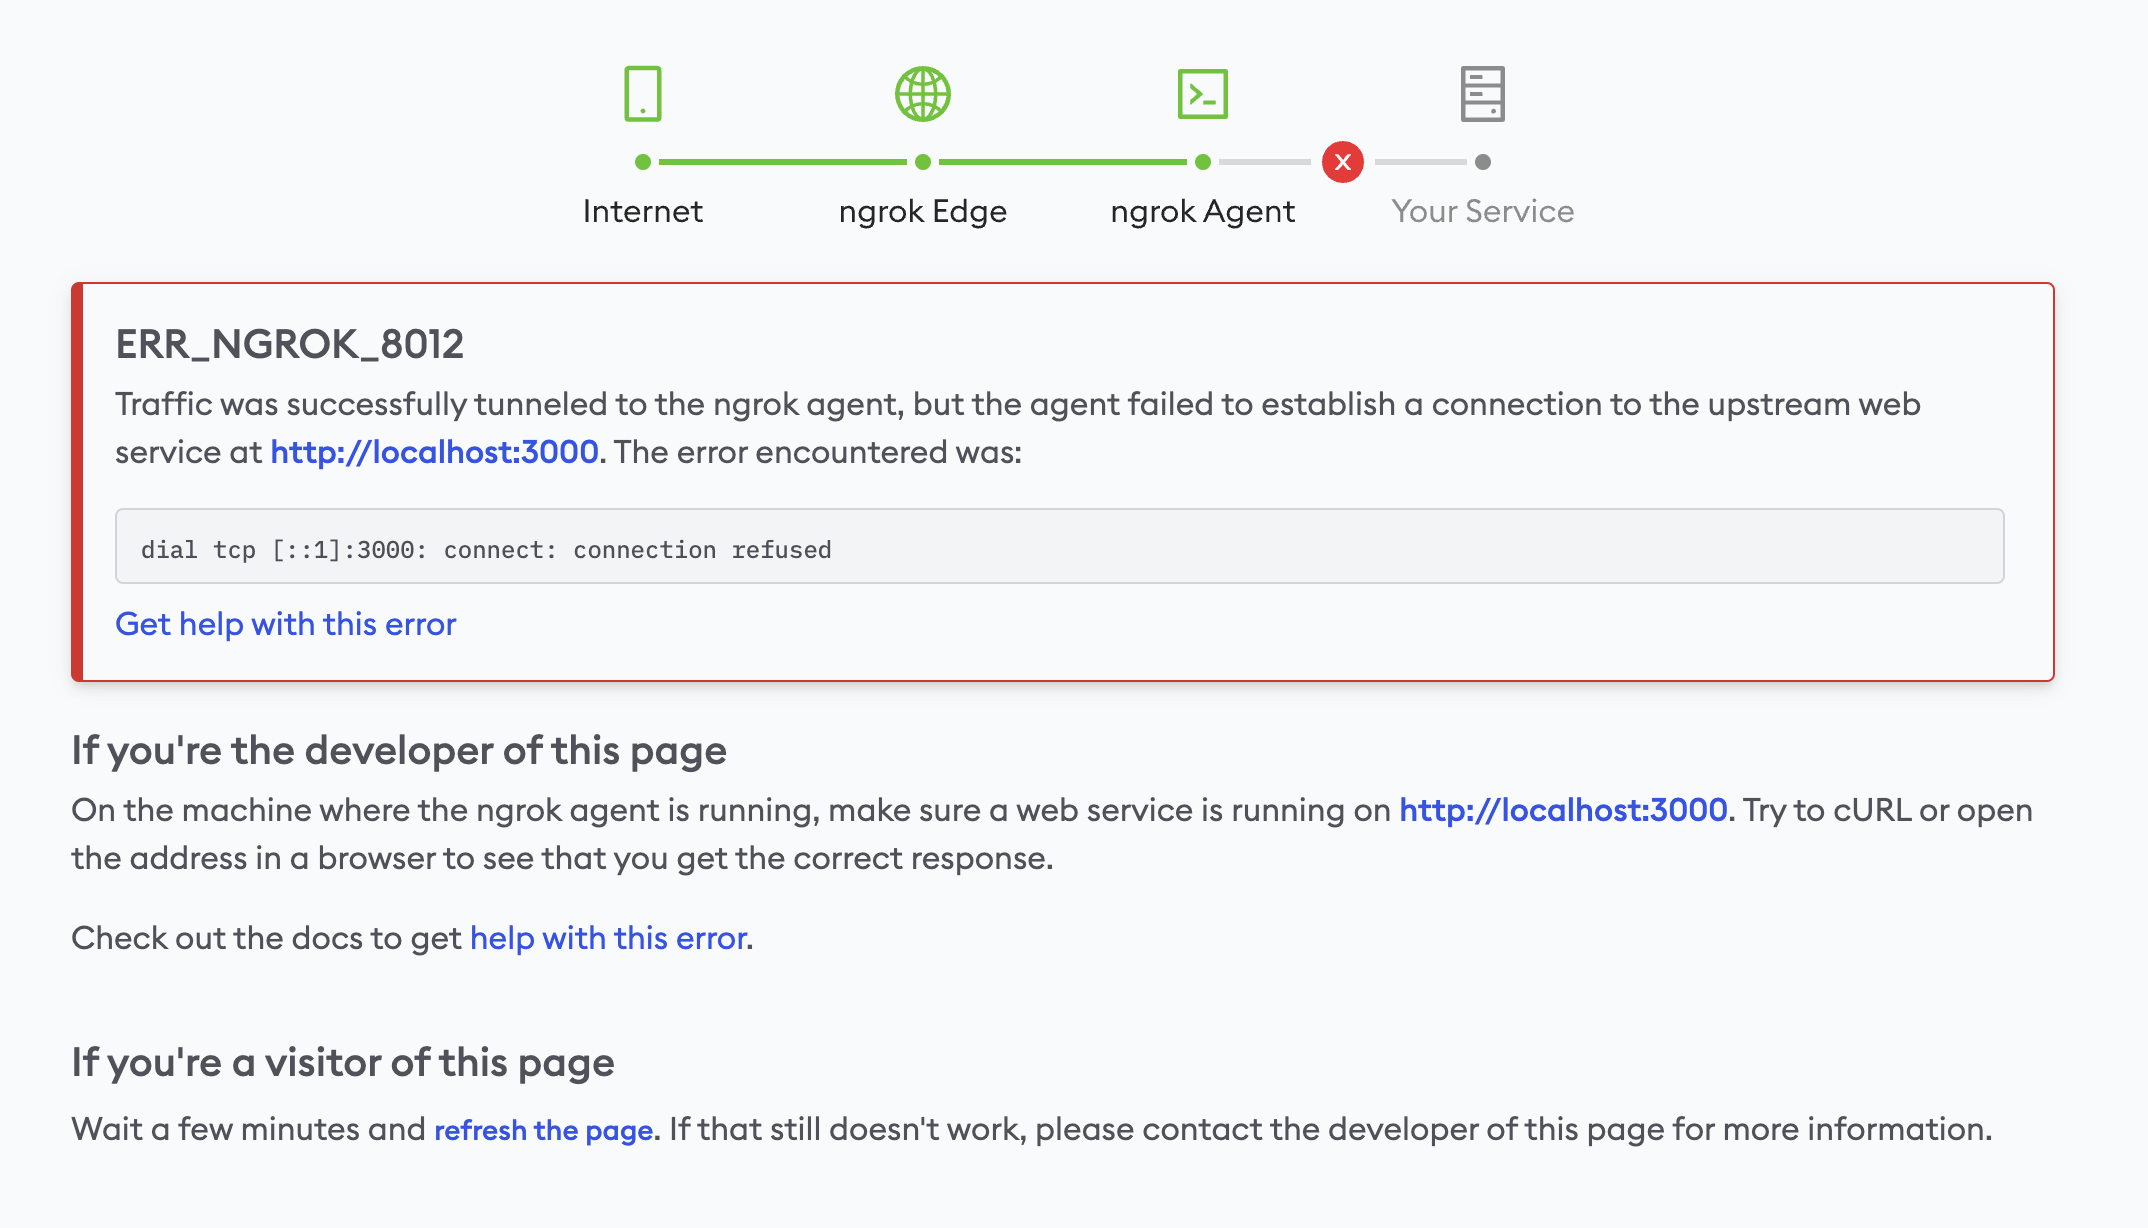 Internet
ngrok Edge
ngrok Agent
X
Your Service
ERR_NGROK_8012
Traffic was successfully tunneled to the ngrok agent, but the agent failed to establish a connection to the upstream web
service at http://localhost:3000. The error encountered was:
dial tcp [::1]:3000: connect: connection refused
Get help with this error
If you're the developer of this page
On the machine where the ngrok agent is running, make sure a web service is running on http://localhost:3000. Try to cURL or open
the address in a browser to see that you get the correct response.
Check out the docs to get help with this error.
If you're a visitor of this page
Wait a few minutes and refresh the page. If that still doesn't work, please contact the developer of this page for more information.